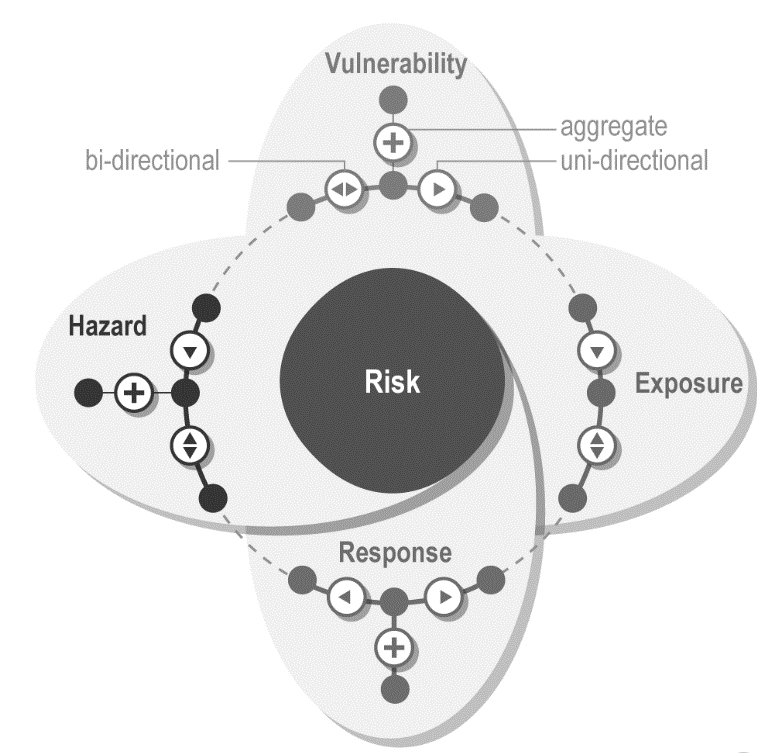 Vulnerability
aggregate
bi-directional
uni-directional
Hazard
Risk
Exposure
Response